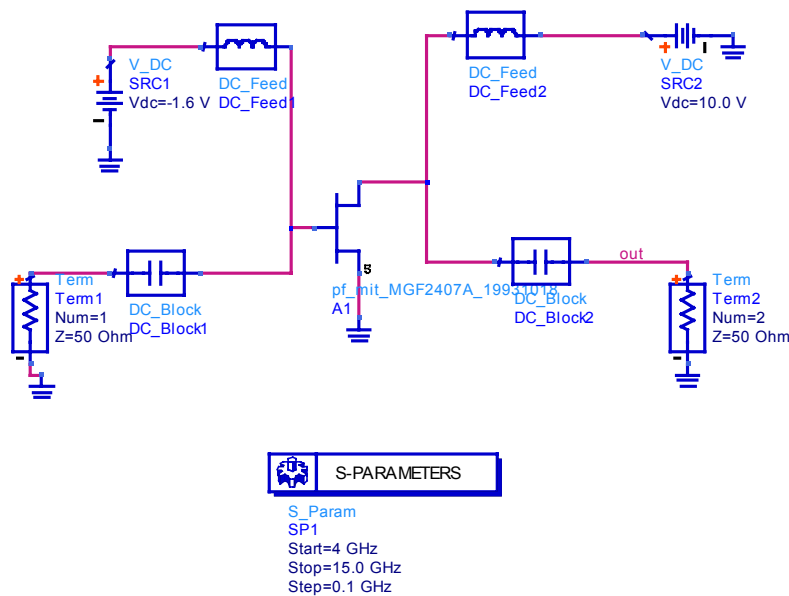 V_DC
SRC1
Vdc=-1.6 V
DC_Feed
DC_Feed1
DC_Feed
DC_Feed2
V_DC
SRC2
Vdc=10.0 V
Term
Term1
Num=1
Z=50 Ohm
DC_Block
DC_Block1
pf_mit_MGF2407A_19931018
A1
out
DC_Block
DC_Block2
Term
Term2
Num=2
Z=50 Ohm
S-PARAMETERS
S_Param
SP1
Start=4 GHz
Stop=15.0 GHz
Step=0.1 GHz